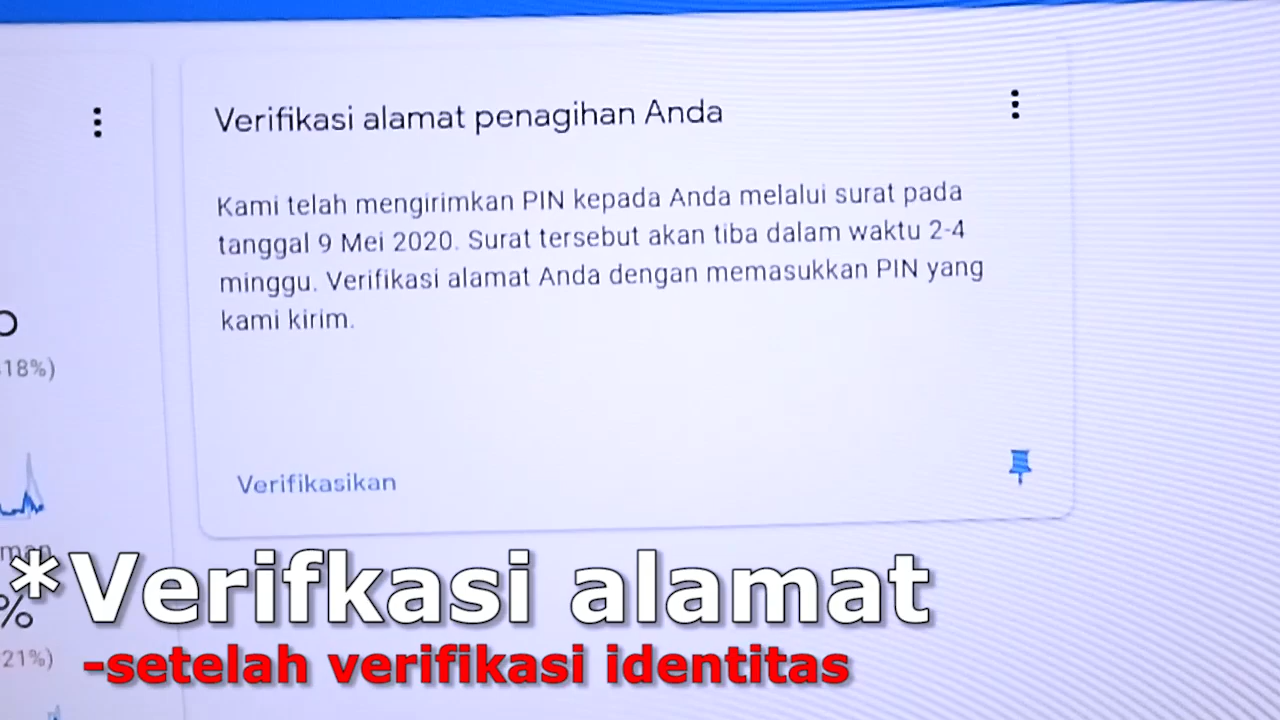 Verifikasi alamat penagihan Anda
Kami telah mengirimkan PIN kepada Anda melalui surat pada
tanggal 9 Mei 2020. Surat tersebut akan tiba dalam waktu 2-4
minggu. Verifikasi alamat Anda dengan memasukkan PIN yang
kami kirim.
18%)
Verifikasikan
*Verifkasi alamat
%
21%)
-setelah verifikasi identitas